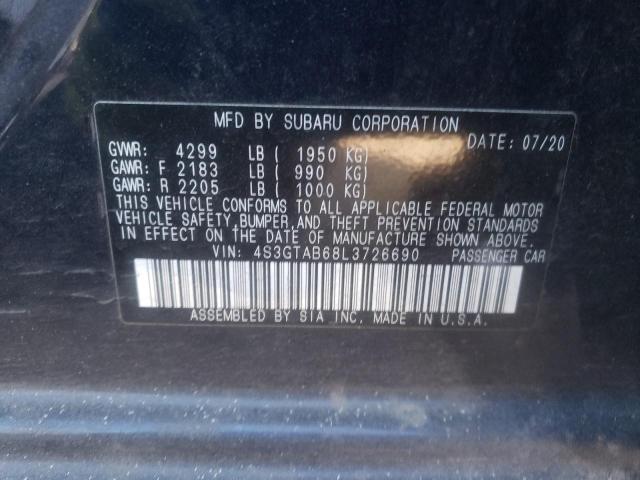 MFD BY SUBARU CORPORATION
DATE: 07/20
GVWR: 4299 LB ( 1950 KG)
GAWR: F 2183 LB ( 990 KG)
GAWR: R 2205 LB ( 1000 KG)
THIS VEHICLE CONFORMS TO ALL APPLICABLE FEDERAL MOTOR
VEHICLE SAFETY,BUMPER,AND THEFT PREVENTION STANDARDS
IN EFFECT ON THE DATE OF MANUFACTURE SHOWN ABOVE.
VIN: 4S3GTAB68L3726690 PASSENGER CAR
ASSEMBLED BY SIA INC. MADE IN U.S.A.